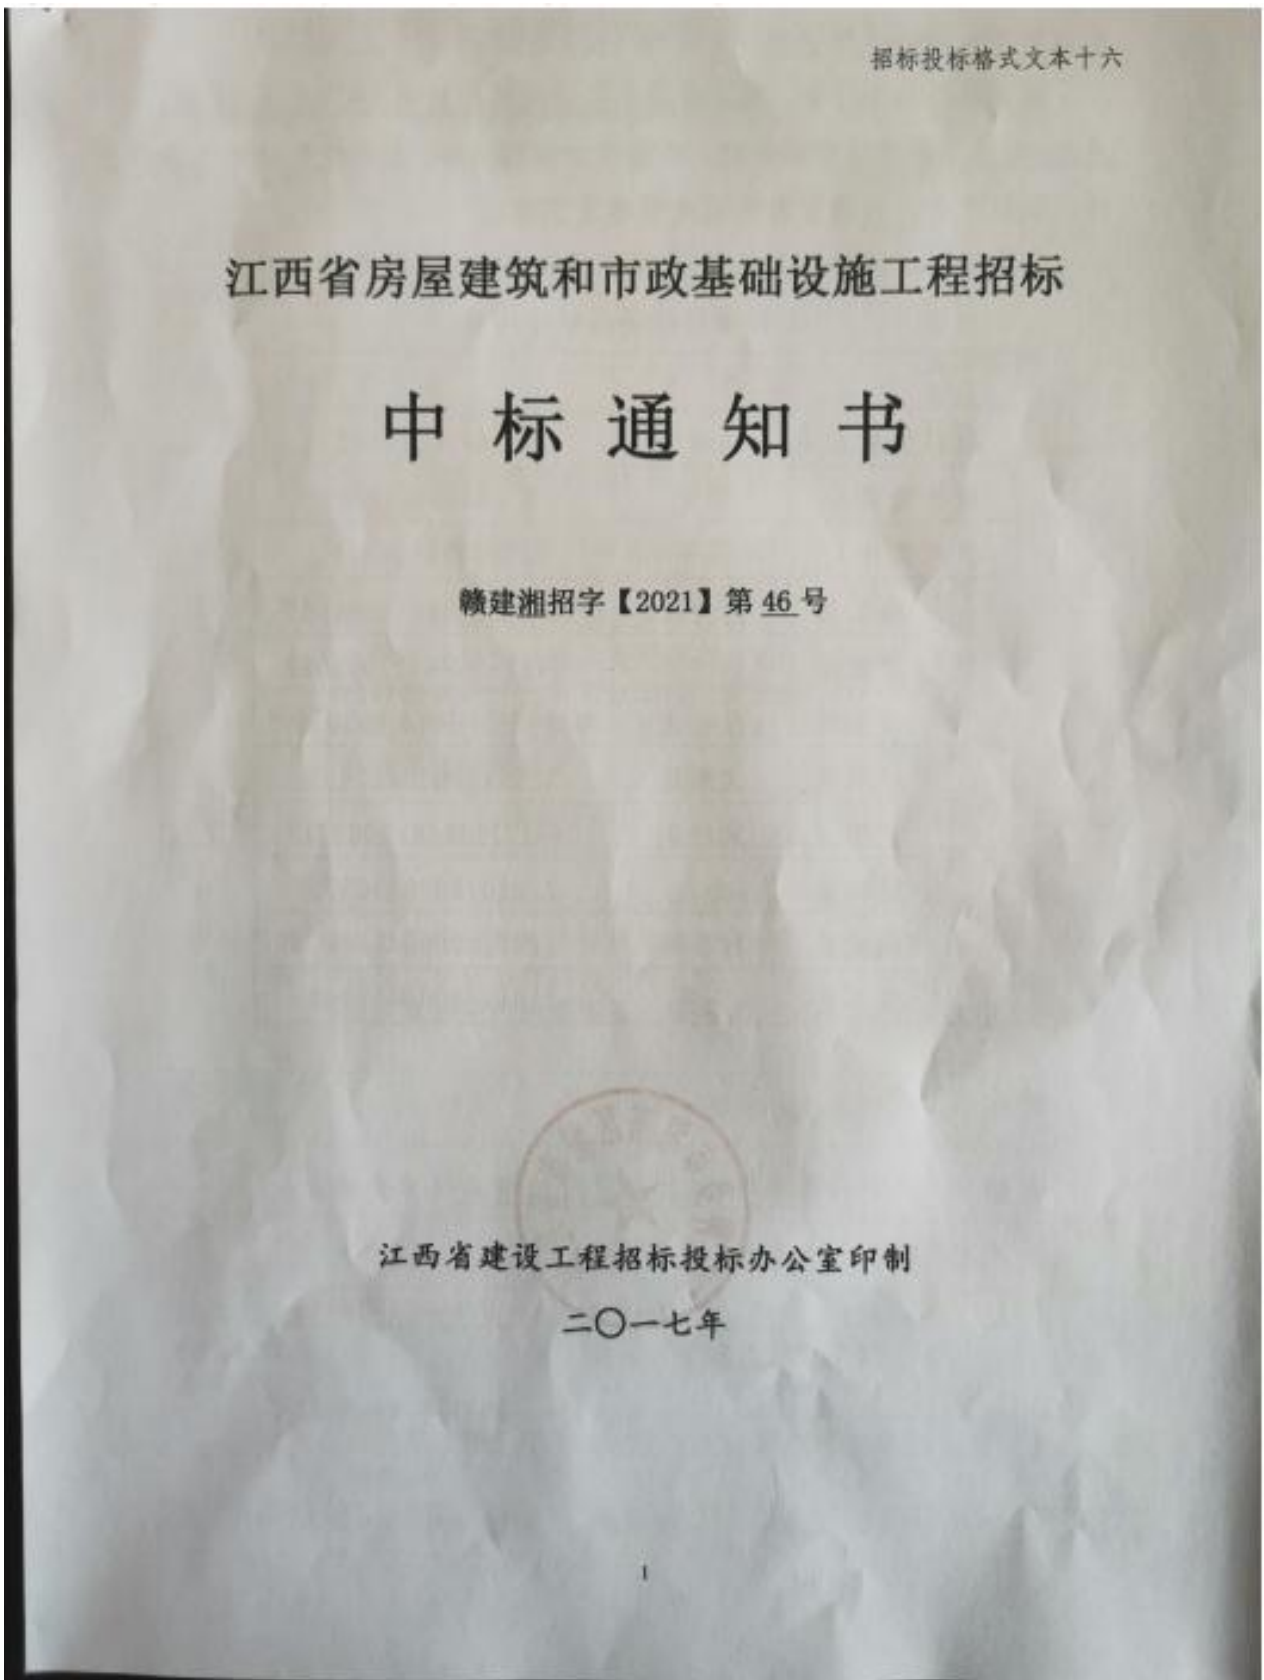 招标投标格式文本十六
江西省房屋建筑和市政基础设施工程招标
中标通知书
赣建湘招字【2021】第 46 号
江西省建设工程招标投标办公室印制
二〇一七年
1